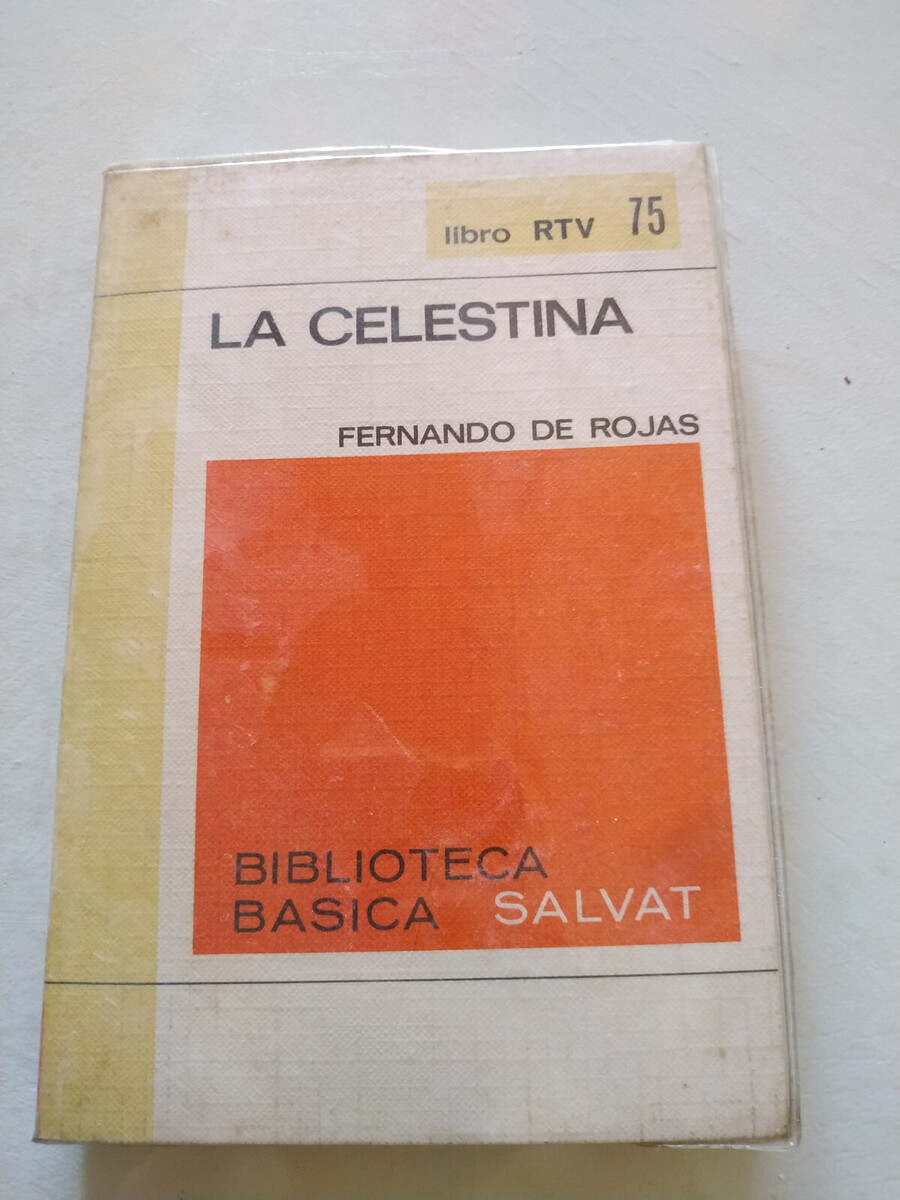 libro RTV 75
LA CELESTINA
FERNANDO DE ROJAS
BIBLIOTECA
BASICA SALVAT